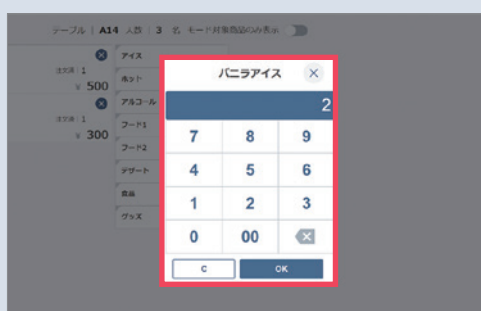 テーブル | A14 人数 | 3 名 モード対象商品のみ表示
注文済：1
¥ 500
注文済：1
¥ 300
アイス
ホット
アルコール
フード1
フード2
デザート
食品
グッズ
バニラアイス ×
2
7 8 9
4 5 6
1 2 3
0 00
C OK